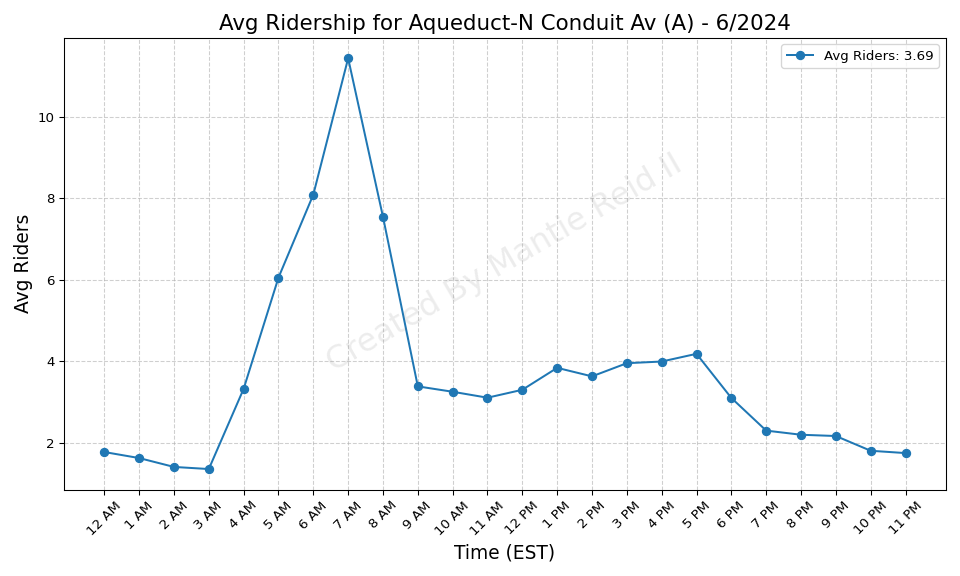 Avg Ridership for Aqueduct-N Conduit Av (A) - 6/2024
Avg Riders: 3.69
Avg Riders
10
8
6
4
2
Created By Mantle Reid II
12 AM
1 AM
2 AM
3 AM
4 AM
5 AM
6 AM
7 AM
8 AM
9 AM
10 AM
11 AM
12 PM
1 PM
2 PM
3 PM
4 PM
5 PM
6 PM
7 PM
8 PM
9 PM
10 PM
11 PM
Time (EST)